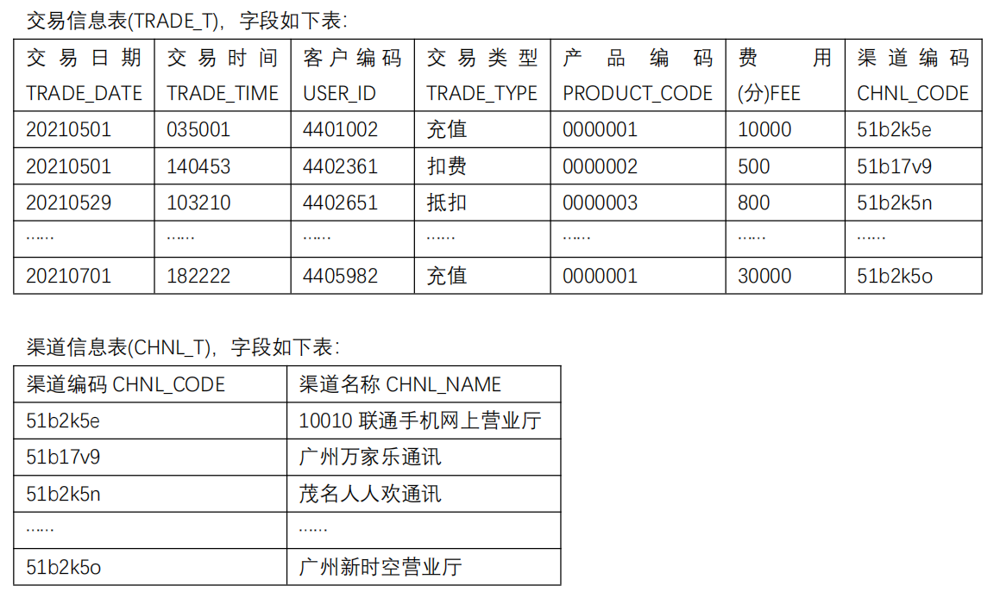 交易信息表(TRADE_T)，字段如下表：
交易日期 交易时间 客户编码 交易类型 产品编码 费用 渠道编码
TRADE_DATE TRADE_TIME USER_ID TRADE_TYPE PRODUCT_CODE (分)FEE CHNL_CODE
20210501 035001 4401002 充值 0000001 10000 51b2k5e
20210501 140453 4402361 扣费 0000002 500 51b17v9
20210529 103210 4402651 抵扣 0000003 800 51b2k5n
…… …… …… …… …… …… ……
20210701 182222 4405982 充值 0000001 30000 51b2k5o
渠道信息表(CHNL_T)，字段如下表：
渠道编码 CHNL_CODE 渠道名称 CHNL_NAME
51b2k5e 10010 联通手机网上营业厅
51b17v9 广州万家乐通讯
51b2k5n 茂名人人欢通讯
…… ……
51b2k5o 广州新时空营业厅